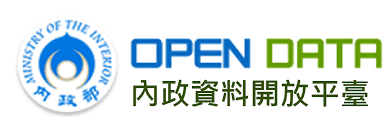 MINISTRY OF THE INTERIOR
內政部
OPEN DATA
內政資料開放平臺